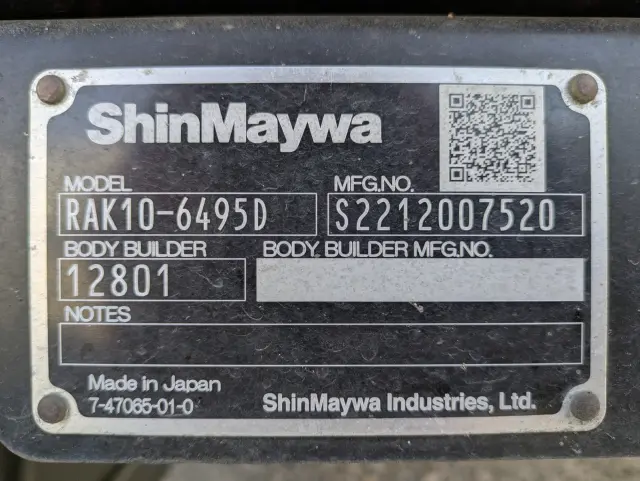 ShinMaywa
MODEL MFG.NO.
RAK10-6495D S2212007520
BODY BUILDER BODY BUILDER MFG.NO.
12801
NOTES
Made in Japan
7-47065-01-0 ShinMaywa Industries, Ltd.